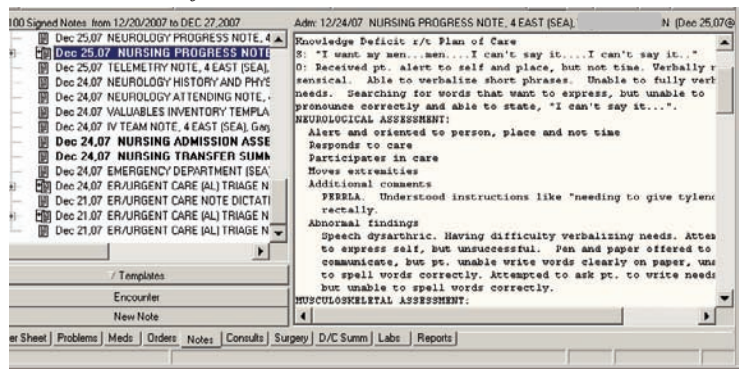 100 Signed Notes from 12/20/2007 to DEC 27,2007
Dec 25,07 NEUROLOGY PROGRESS NOTE, 4
Dec 25,07 NURSING PROGRESS NOTE
Dec 25,07 TELEMETRY NOTE, 4 EAST (SEA),
Dec 24,07 NEUROLOGY HISTORY AND PHYS
Dec 24,07 NEUROLOGY ATTENDING NOTE,
Dec 24,07 VALUABLES INVENTORY TEMPLA
Dec 24,07 IV TEAM NOTE, 4 EAST (SEA), Gary
Dec 24,07 NURSING ADMISSION ASSE
Dec 24,07 NURSING TRANSFER SUMM
Dec 24,07 EMERGENCY DEPARTMENT (SEA)
Dec 24,07 ER/URGENT CARE (AL) TRIAGE N
Dec 21,07 ER/URGENT CARE NOTE DICTATI
Dec 21,07 ER/URGENT CARE (AL) TRIAGE N
Dec 21,07 ER/URGENT CARE (AL) TRIAGE N
/ Templates
Encounter
New Note
Adm: 12/24/07 NURSING PROGRESS NOTE, 4 EAST (SEA), N (Dec 25,07@
Knowledge Deficit r/t Plan of Care
S: "I want my men...men....I can't say it....I can't say it.."
O: Received pt. alert to self and place, but not time. Verbally r
sensical. Able to verbalize short phrases. Unable to fully verb
needs. Searching for words that want to express, but unable to
pronounce correctly and able to state, "I can't say it...".
NEUROLOGICAL ASSESSMENT:
Alert and oriented to person, place and not time
Responds to care
Participates in care
Moves extremities
Additional comments
PERRLA. Understood instructions like "needing to give tylenc
rectally.
Abnormal findings
Speech dysarthric. Having difficulty verbalizing needs. Attem
to express self, but unsuccessful. Pen and paper offered to
communicate, but pt. unable write words clearly on paper, una
to spell words correctly. Attempted to ask pt. to write needs
but unable to spell words correctly.
MUSCULOSKELETAL ASSESSMENT:
er Sheet Problems Meds Orders Notes Consults Surgery D/C Summ Labs Reports